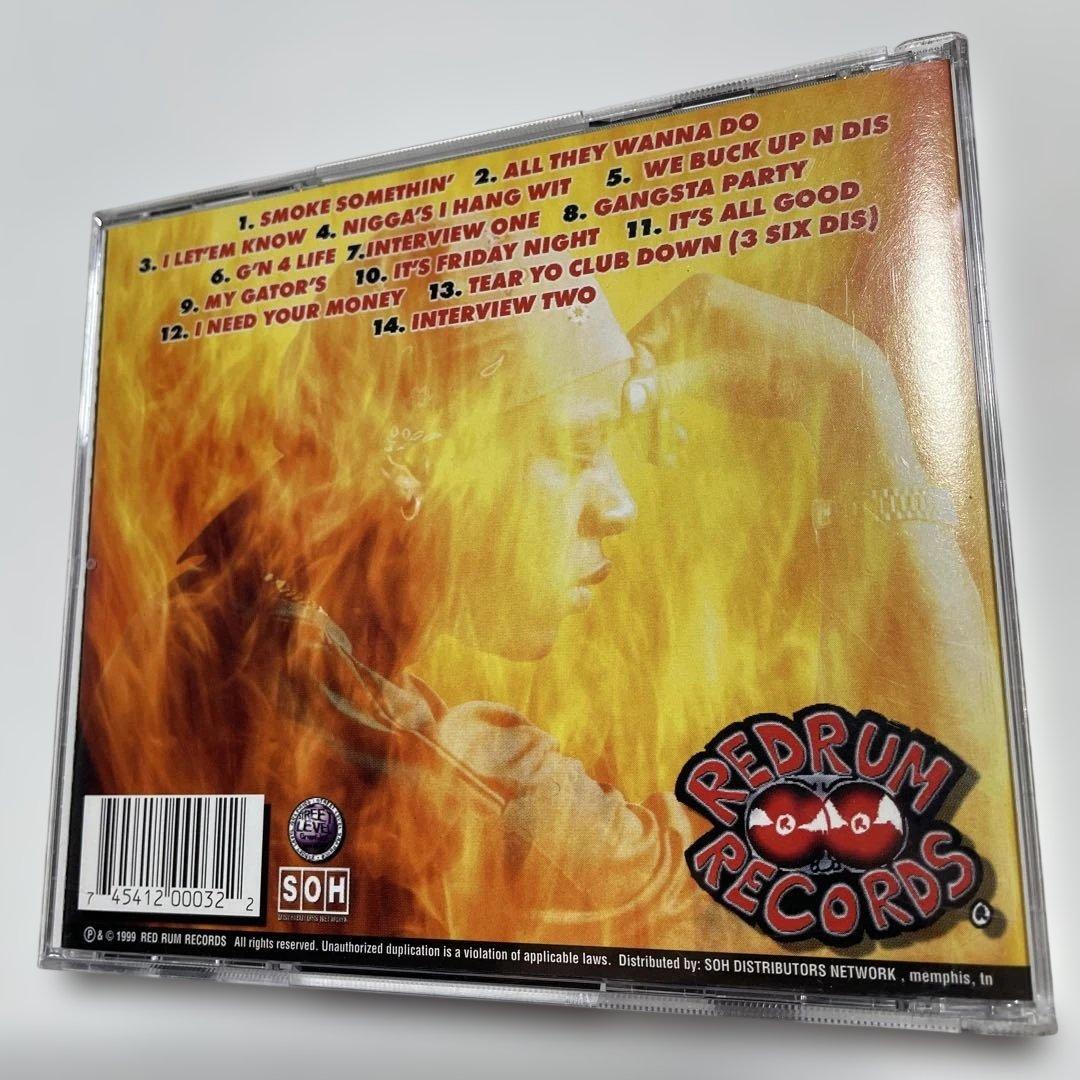 1. SMOKE SOMETHIN' 2. ALL THEY WANNA DO
3. I LET'EM KNOW 4. NIGGA'S I HANG WIT 5. WE BUCK UP N DIS
6. G'N 4 LIFE 7.INTERVIEW ONE 8. GANGSTA PARTY
9. MY GATOR'S 10. IT'S FRIDAY NIGHT 11. IT'S ALL GOOD
12. I NEED YOUR MONEY 13. TEAR YO CLUB DOWN (3 SIX DIS)
14. INTERVIEW TWO
REDRUM
R R
RECORDS
LEVEL
SOH
DISTRIBUTORS NETWORK
7 45412 00032 2
℗ & © 1999 RED RUM RECORDS All rights reserved. Unauthorized duplication is a violation of applicable laws. Distributed by: SOH DISTRIBUTORS NETWORK , memphis, tn